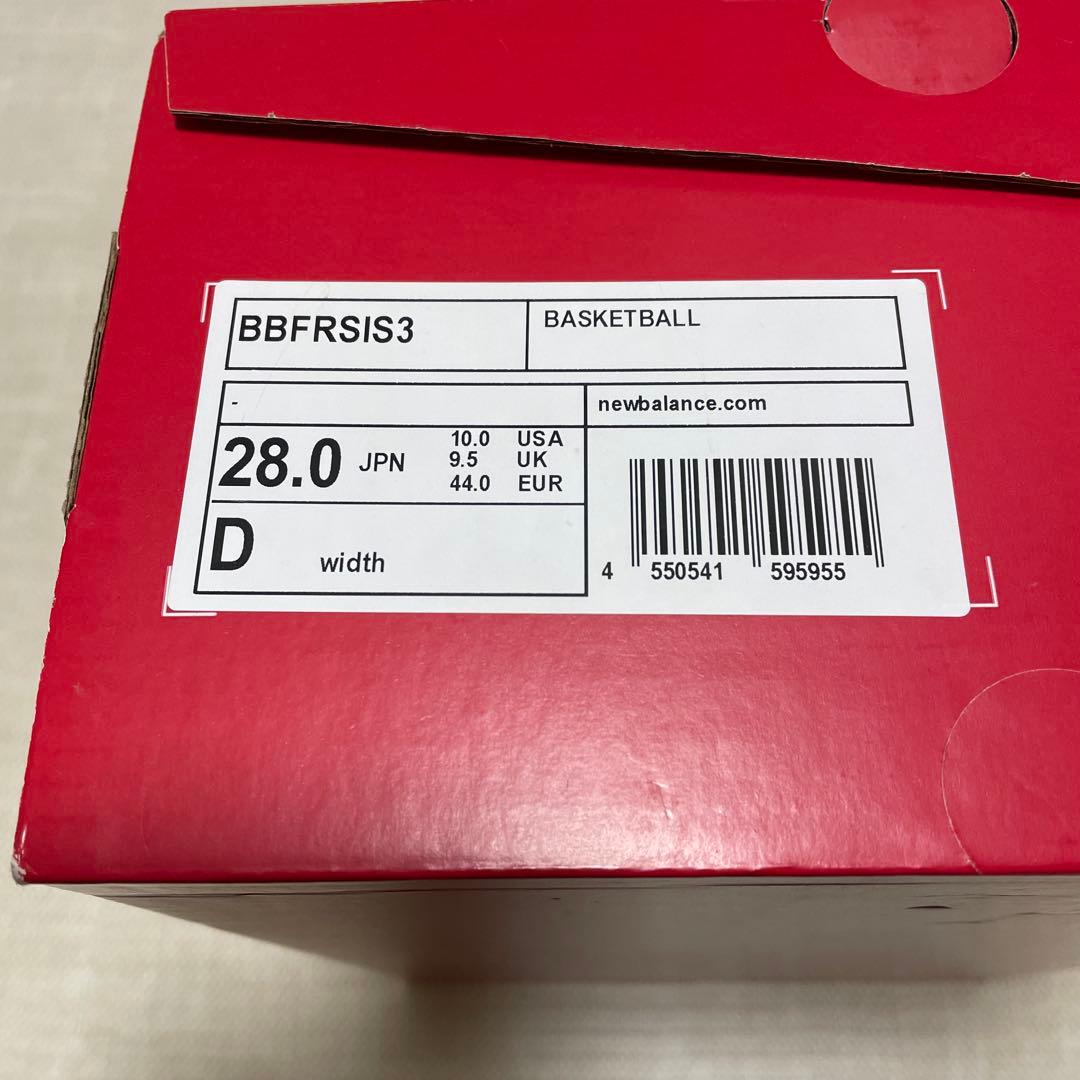 BBFRSIS3
BASKETBALL
-
newbalance.com
28.0 JPN
10.0 USA
9.5 UK
44.0 EUR
D width
4 550541 595955